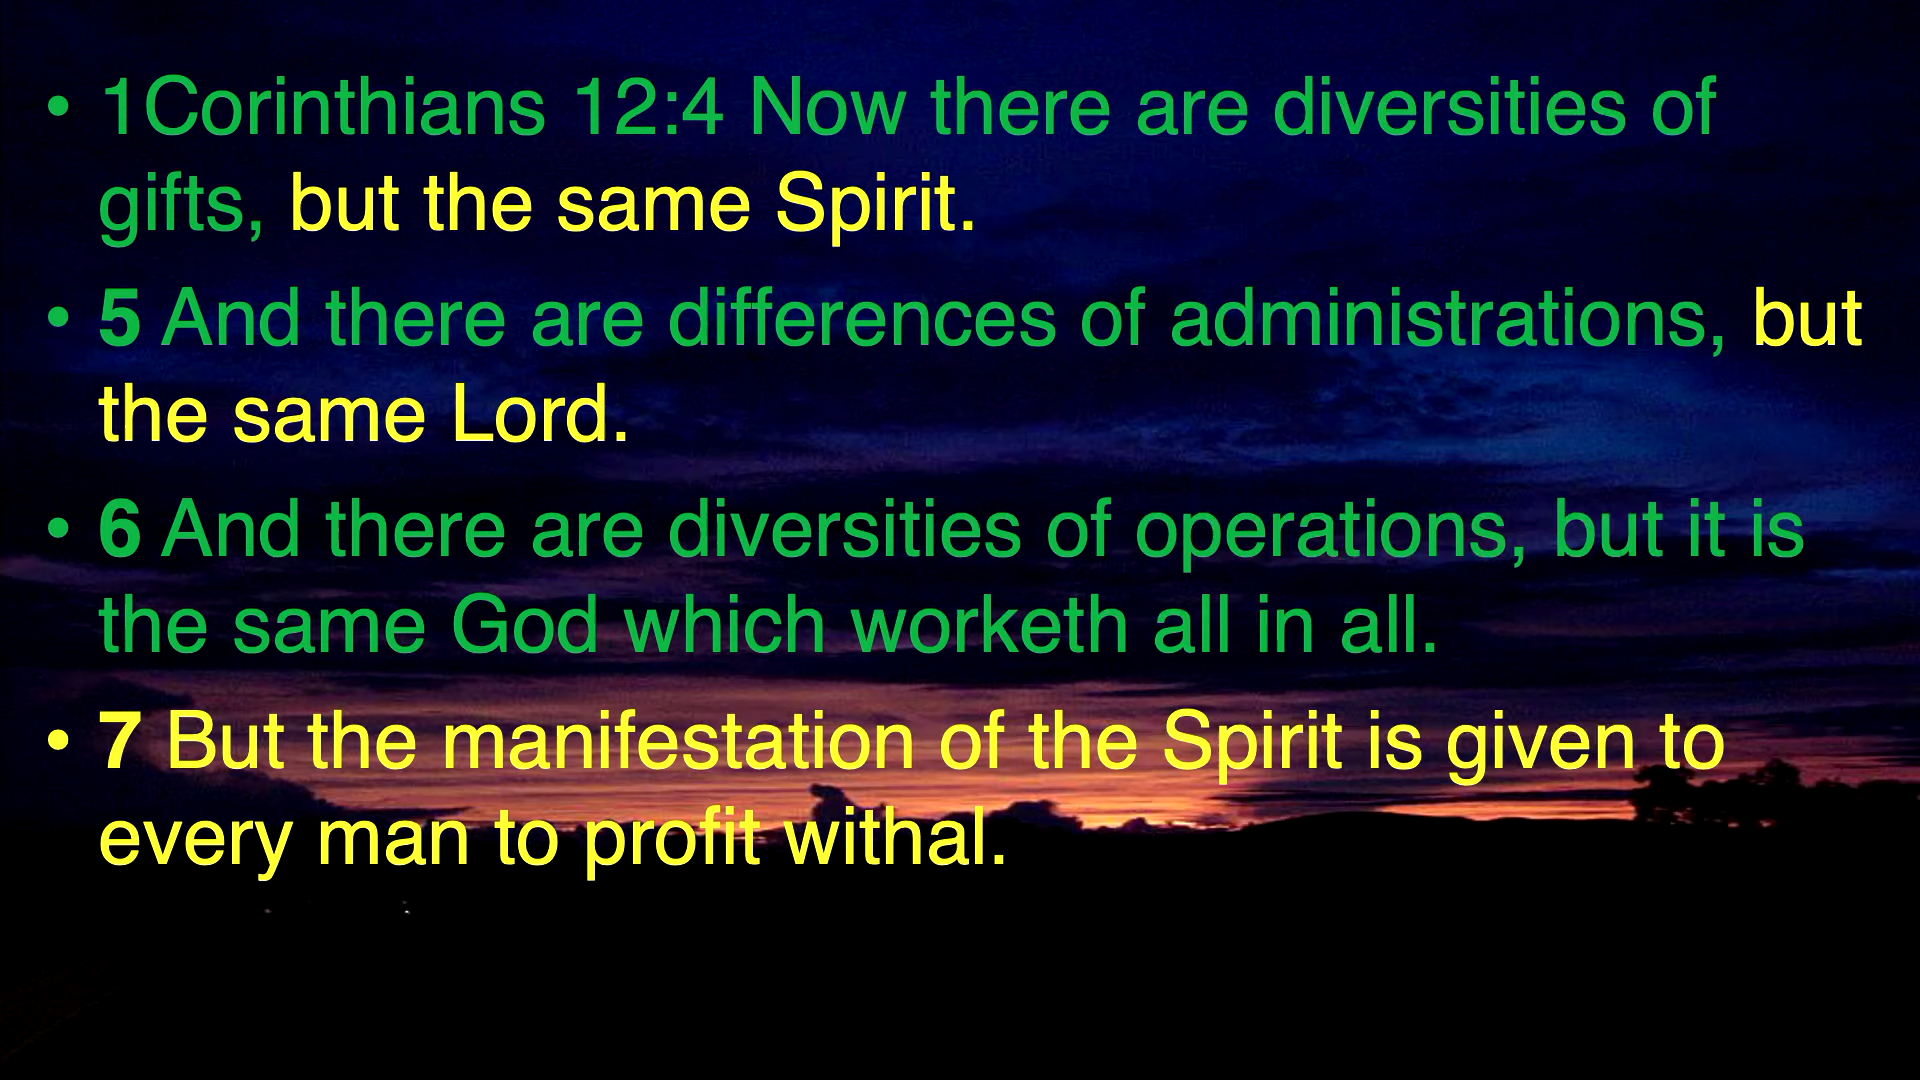 • 1Corinthians 12:4 Now there are diversities of
gifts, but the same Spirit.
• 5 And there are differences of administrations, but
the same Lord.
• 6 And there are diversities of operations, but it is
the same God which worketh all in all.
• 7 But the manifestation of the Spirit is given to
every man to profit withal.